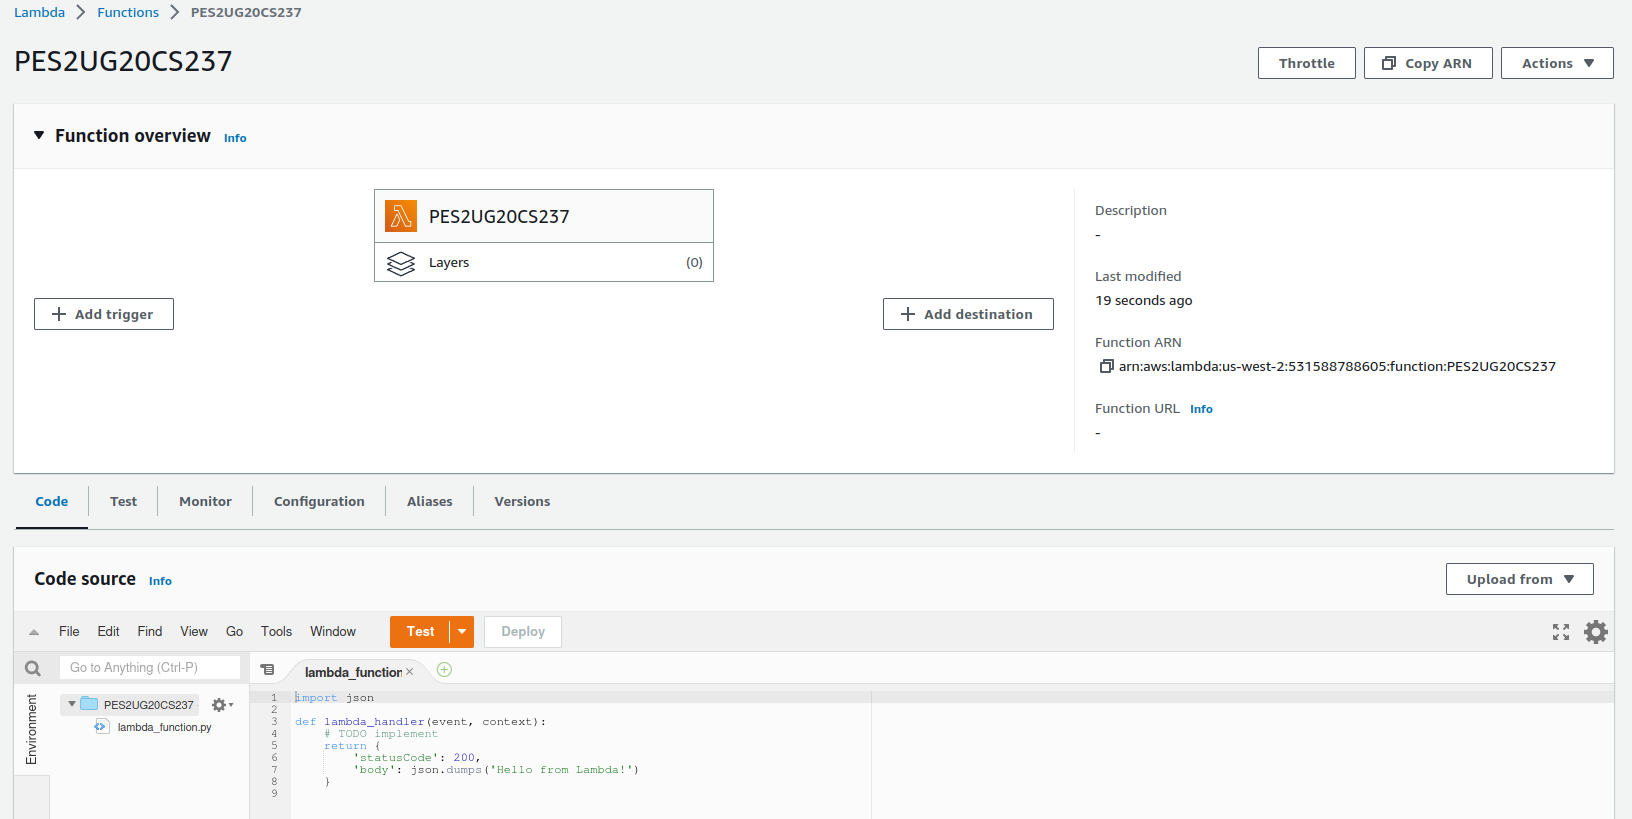 Lambda > Functions > PES2UG20CS237
PES2UG20CS237
Throttle Copy ARN Actions
Function overview Info
PES2UG20CS237
Layers (0)
Add trigger
Add destination
Description
-
Last modified
19 seconds ago
Function ARN
arn:aws:lambda:us-west-2:531588788605:function:PES2UG20CS237
Function URL Info
-
Code Test Monitor Configuration Aliases Versions
Code source Info
Upload from
File Edit Find View Go Tools Window Test Deploy
Go to Anything (Ctrl-P)
lambda_function
Environment
PES2UG20CS237
lambda_function.py
1 import json
2
3 def lambda_handler(event, context):
4 # TODO implement
5 return {
6 'statusCode': 200,
7 'body': json.dumps('Hello from Lambda!')
8 }
9